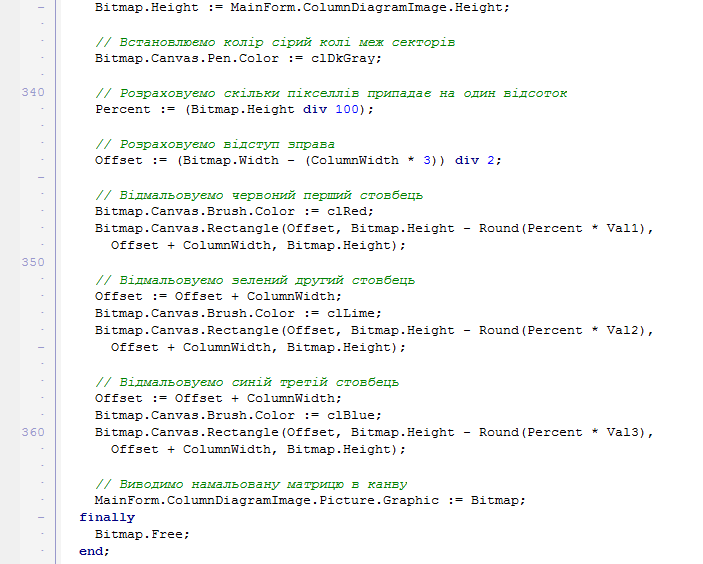 Bitmap.Height := MainForm.ColumnDiagramImage.Height;
// Встановлюємо колір сірий колі меж секторів
Bitmap.Canvas.Pen.Color := clDkGray;
340 // Розраховуемо скільки пікселлів припадає на один відсоток
Percent := (Bitmap.Height div 100);
// Розраховуемо відступ зправа
Offset := (Bitmap.Width - (ColumnWidth * 3)) div 2;
// Відмальовуємо червоний перший стовбець
Bitmap.Canvas.Brush.Color := clRed;
Bitmap.Canvas.Rectangle(Offset, Bitmap.Height - Round(Percent * Val1),
Offset + ColumnWidth, Bitmap.Height);
350
// Відмальовуємо зелений другий стовбець
Offset := Offset + ColumnWidth;
Bitmap.Canvas.Brush.Color := clLime;
Bitmap.Canvas.Rectangle(Offset, Bitmap.Height - Round(Percent * Val2),
Offset + ColumnWidth, Bitmap.Height);
// Відмальовуємо синій третій стовбець
Offset := Offset + ColumnWidth;
Bitmap.Canvas.Brush.Color := clBlue;
360 Bitmap.Canvas.Rectangle(Offset, Bitmap.Height - Round(Percent * Val3),
Offset + ColumnWidth, Bitmap.Height);
// Виводимо намальовану матрицю в канву
MainForm.ColumnDiagramImage.Picture.Graphic := Bitmap;
finally
Bitmap.Free;
end;